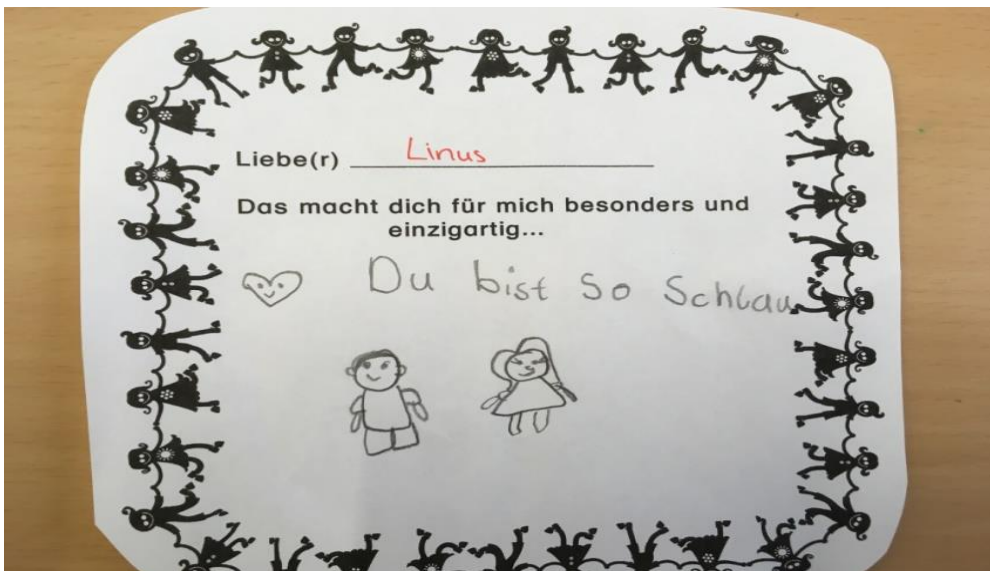 Liebe(r) Linus
Das macht dich für mich besonders und
einzigartig...
Du bist so Schlau